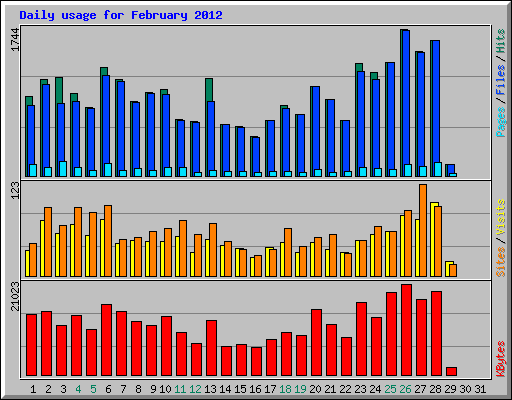 Daily usage for February 2012
1744
Pages / Files / Hits
123
Sites / Visits
21023
KBytes
1 2 3 4 5 6 7 8 9 10 11 12 13 14 15 16 17 18 19 20 21 22 23 24 25 26 27 28 29 30 31